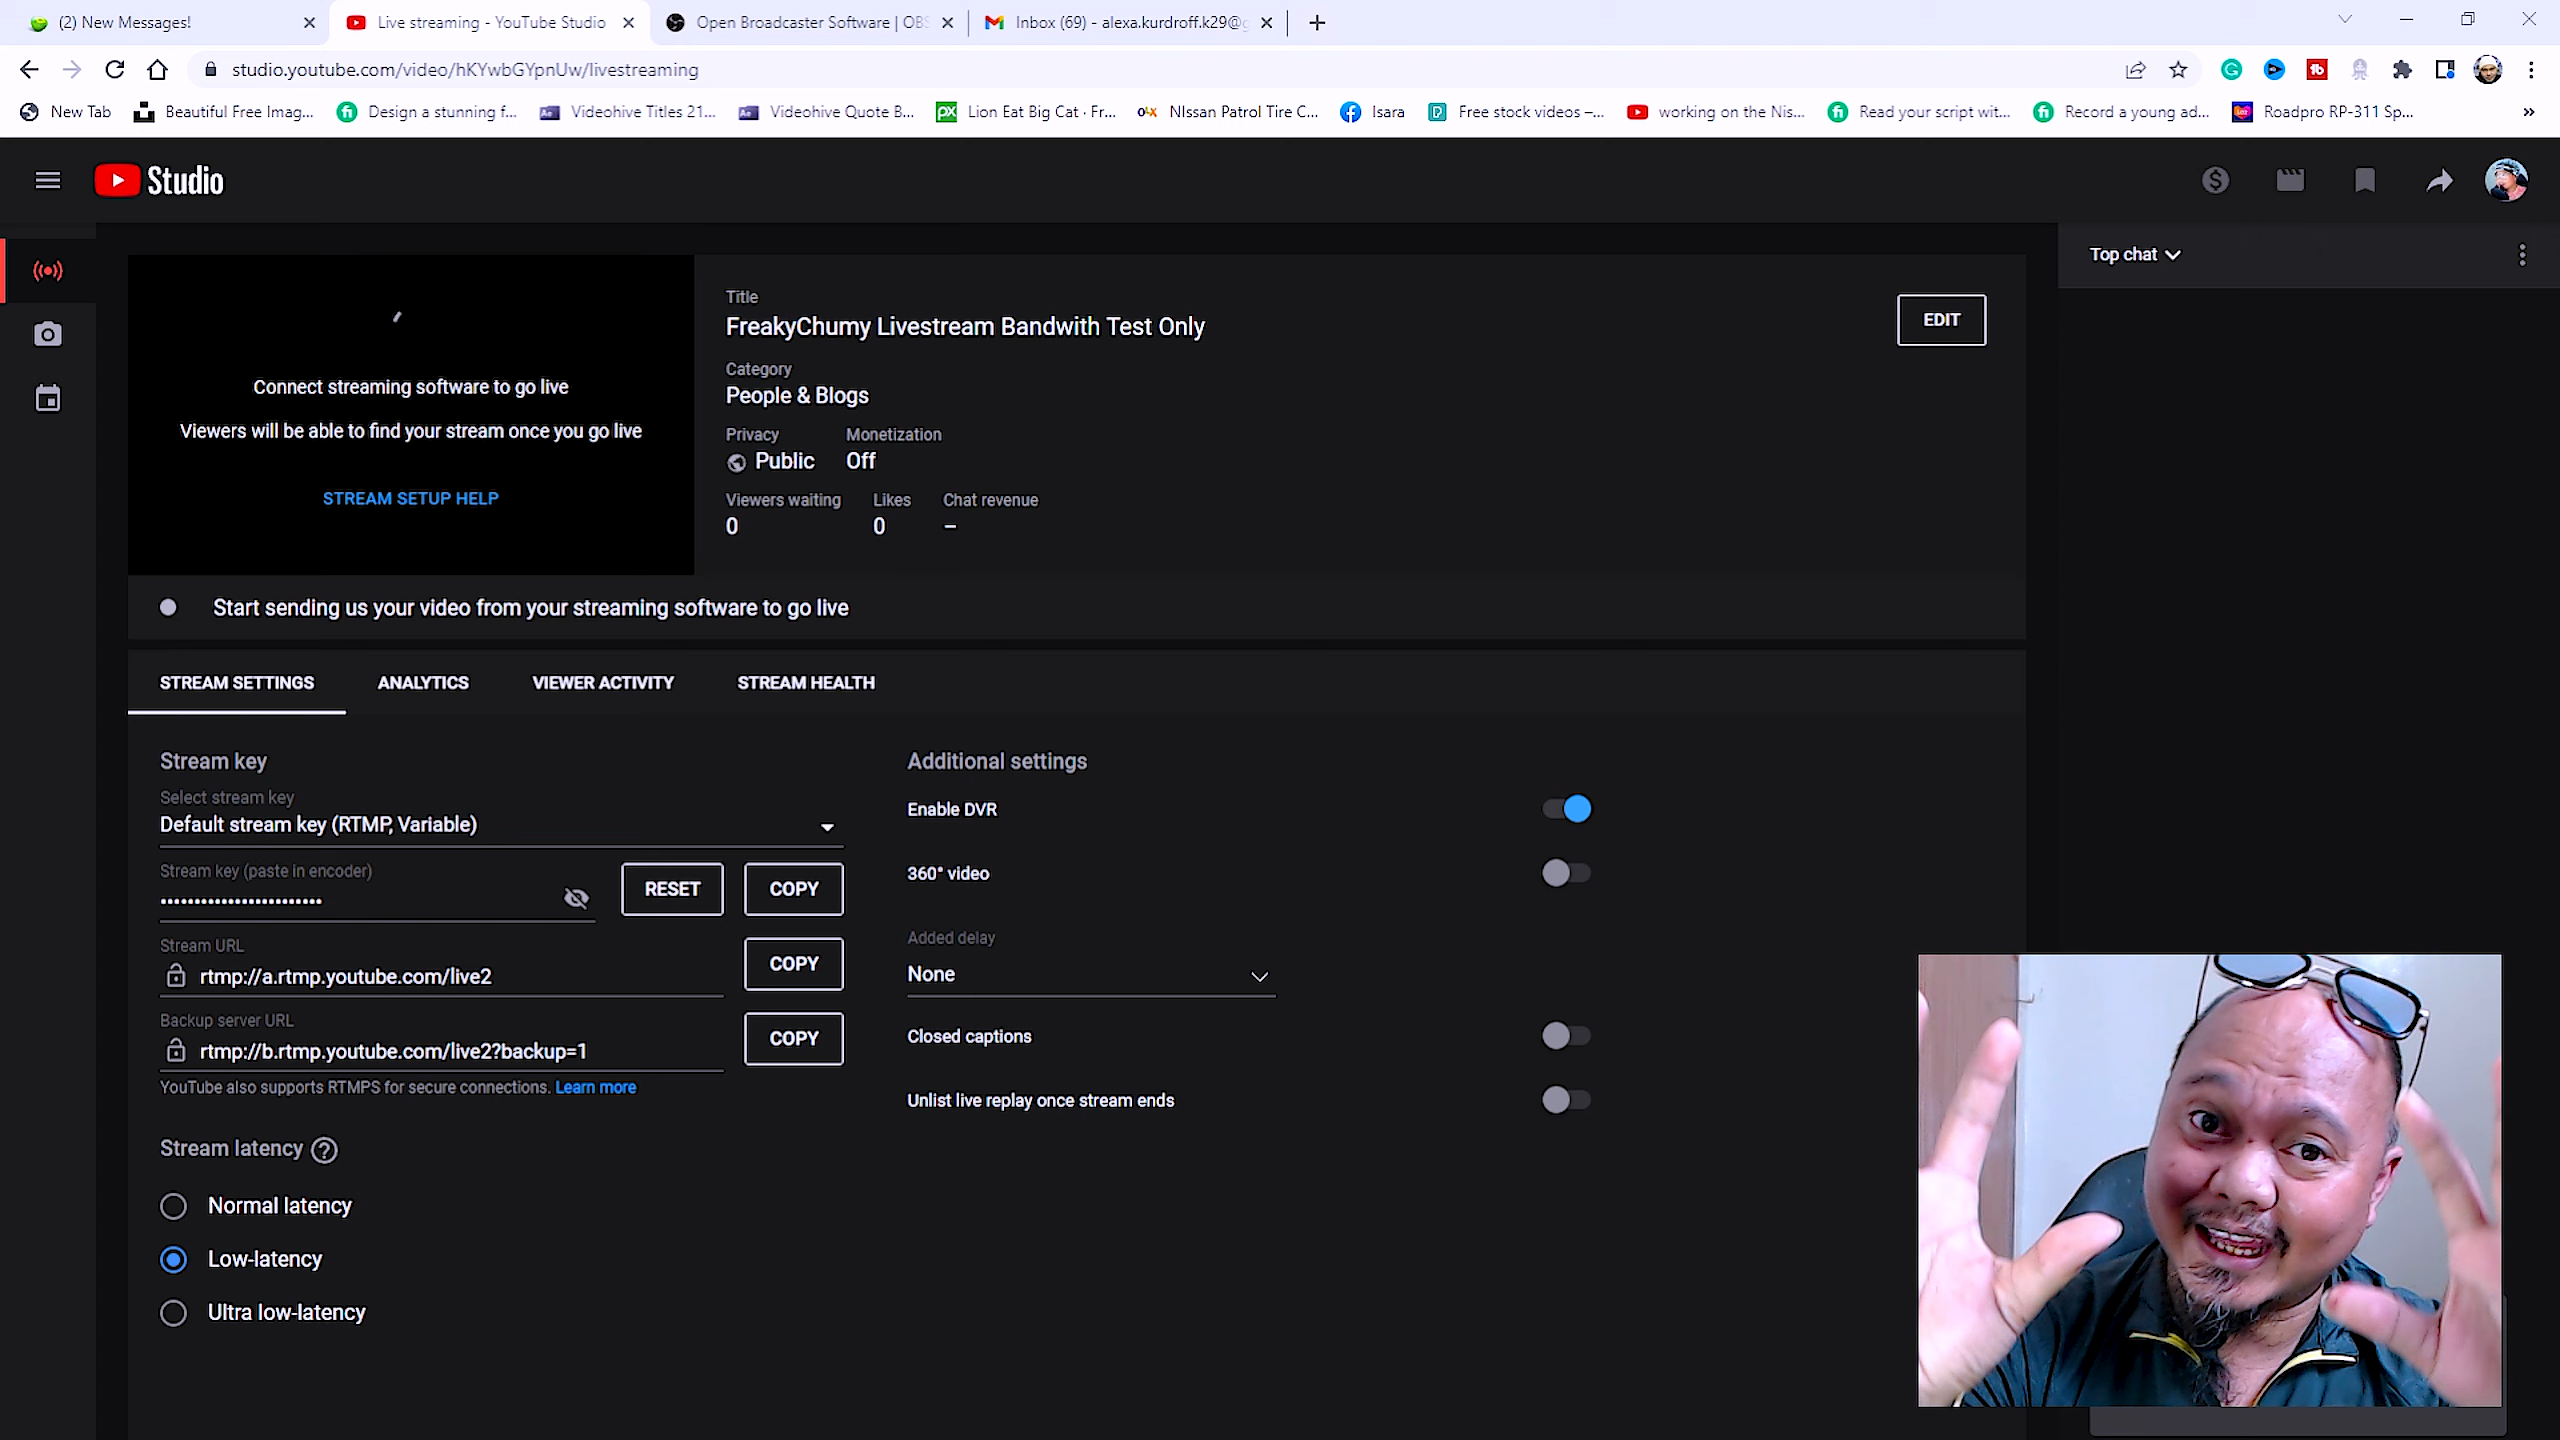 (2) New Messages!
Live streaming - YouTube Studio
Open Broadcaster Software | OBS
Inbox (69) - alexa.kurdroff.k29@g
studio.youtube.com/video/hKYwbGYpnUw/livestreaming
New Tab
Beautiful Free Imag...
Design a stunning f...
Videohive Titles 21...
Videohive Quote B...
Lion Eat Big Cat · Fr...
NIssan Patrol Tire C...
Isara
Free stock videos –...
working on the Nis...
Read your script wit...
Record a young ad...
Roadpro RP-311 Sp...
Studio
Top chat
Connect streaming software to go live
Viewers will be able to find your stream once you go live
STREAM SETUP HELP
Title
FreakyChumy Livestream Bandwith Test Only
EDIT
Category
People & Blogs
Privacy Monetization
Public Off
Viewers waiting Likes Chat revenue
0 0 –
Start sending us your video from your streaming software to go live
STREAM SETTINGS ANALYTICS VIEWER ACTIVITY STREAM HEALTH
Stream key
Select stream key
Default stream key (RTMP, Variable)
Stream key (paste in encoder)
••••••••••••••••••••••••
RESET COPY
Stream URL
rtmp://a.rtmp.youtube.com/live2
COPY
Backup server URL
rtmp://b.rtmp.youtube.com/live2?backup=1
COPY
YouTube also supports RTMPS for secure connections. Learn more
Stream latency
Normal latency
Low-latency
Ultra low-latency
Additional settings
Enable DVR
360° video
Added delay
None
Closed captions
Unlist live replay once stream ends